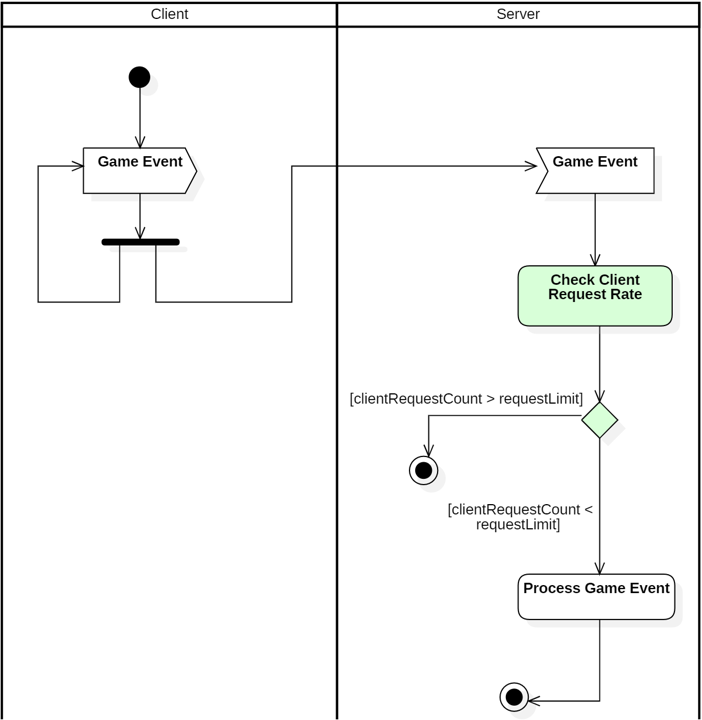 Client
Server
Game Event
Game Event
Check Client
Request Rate
[clientRequestCount > requestLimit]
[clientRequestCount <
requestLimit]
Process Game Event